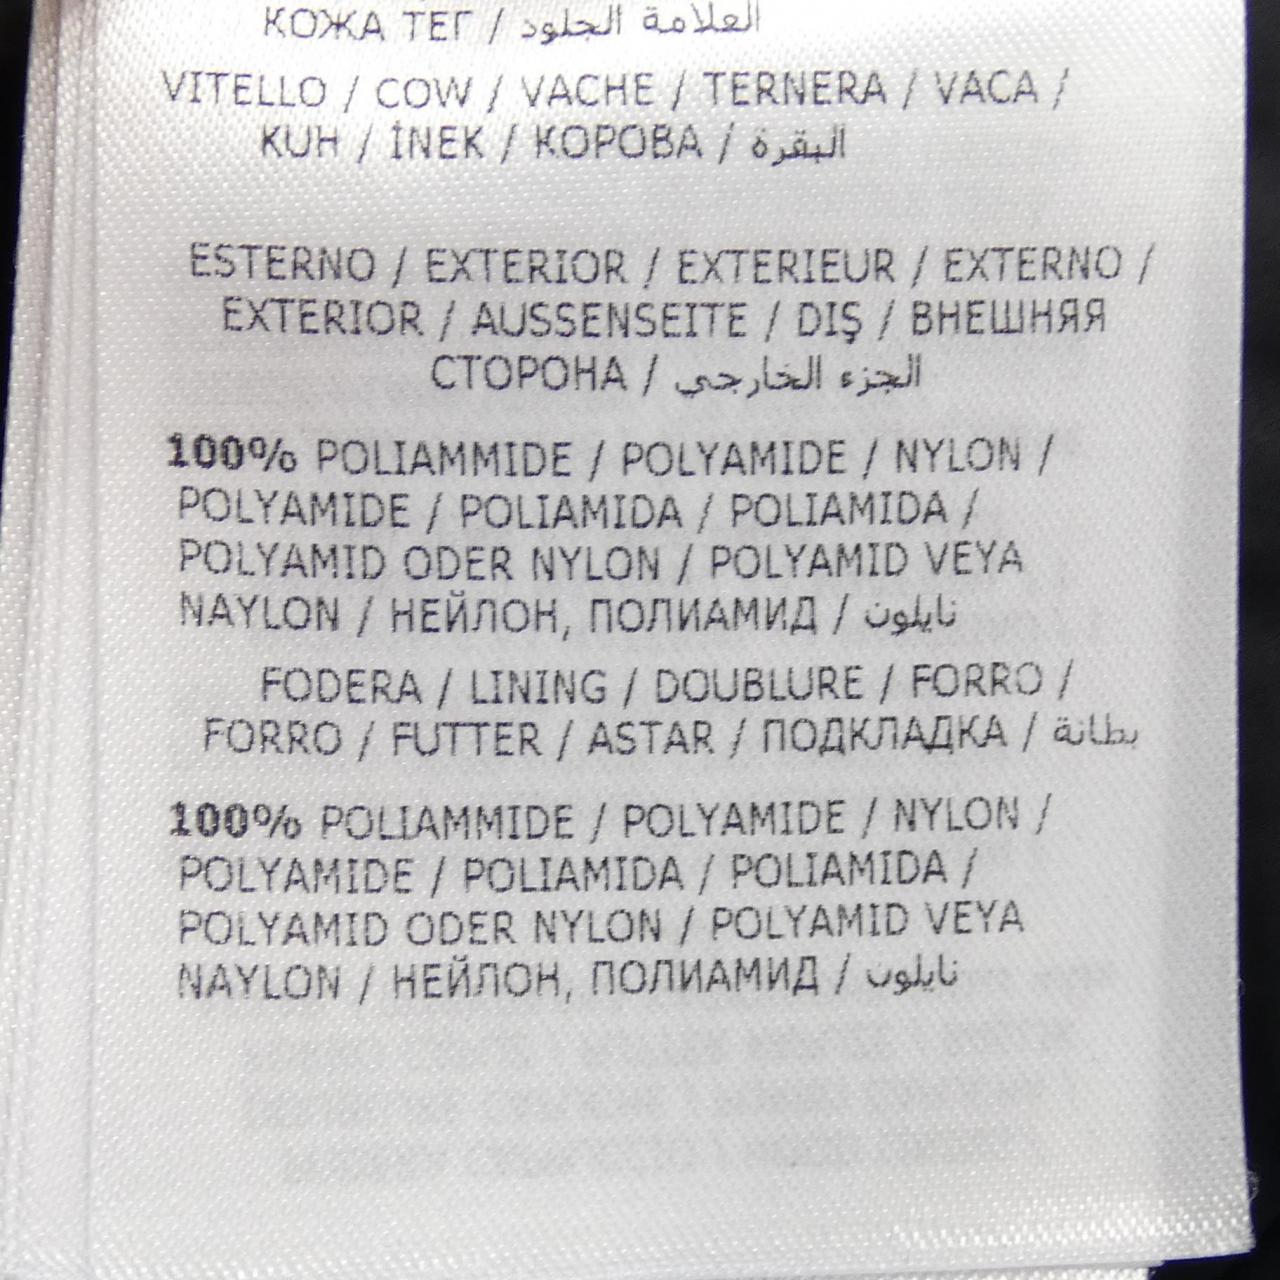 КОЖА ТЕГ / العلامة الجلود
VITELLO / COW / VACHE / TERNERA / VACA /
KUH / İNEK / КОРОВА / البقرة
ESTERNO / EXTERIOR / EXTERIEUR / EXTERNO /
EXTERIOR / AUSSENSEITE / DIŞ / ВНЕШНЯЯ
СТОРОНА / الجزء الخارجي
100% POLIAMMIDE / POLYAMIDE / NYLON /
POLYAMIDE / POLIAMIDA / POLIAMIDA /
POLYAMID ODER NYLON / POLYAMID VEYA
NAYLON / НЕЙЛОН, ПОЛИАМИД / نايلون
FODERA / LINING / DOUBLURE / FORRO /
FORRO / FUTTER / ASTAR / ПОДКЛАДКА / بطانة
100% POLIAMMIDE / POLYAMIDE / NYLON /
POLYAMIDE / POLIAMIDA / POLIAMIDA /
POLYAMID ODER NYLON / POLYAMID VEYA
NAYLON / НЕЙЛОН, ПОЛИАМИД / نايلون